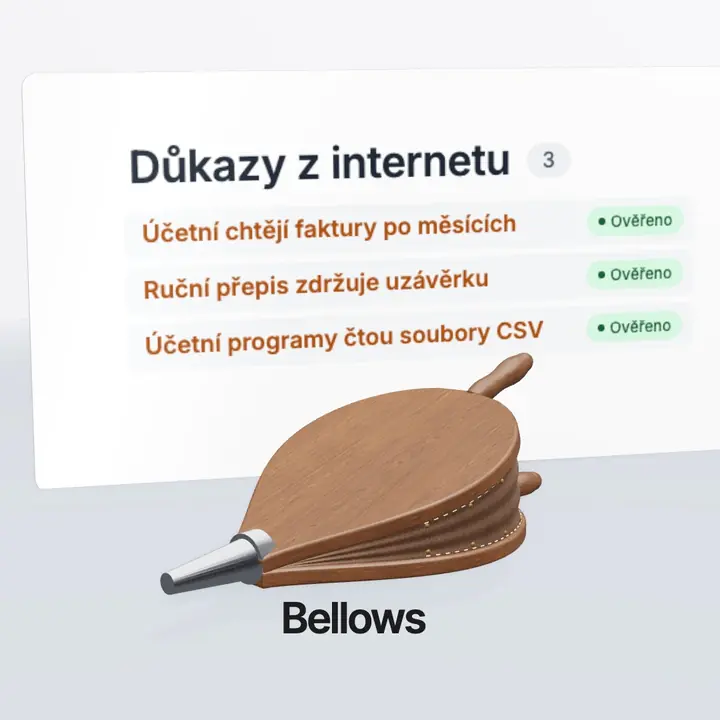 Důkazy z internetu 3
Účetní chtějí faktury po měsících Ověřeno
Ruční přepis zdržuje uzávěrku Ověřeno
Účetní programy čtou soubory CSV Ověřeno
Bellows